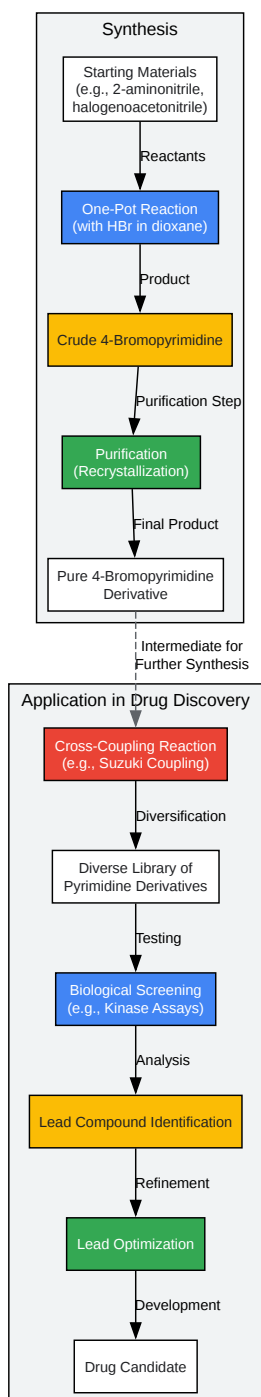 Synthesis
Starting Materials
(e.g., 2-aminonitrile,
halogenoacetonitrile)
Reactants
One-Pot Reaction
(with HBr in dioxane)
Product
Crude 4-Bromopyrimidine
Purification Step
Purification
(Recrystallization)
Final Product
Pure 4-Bromopyrimidine
Derivative
Intermediate for
Further Synthesis
Application in Drug Discovery
Cross-Coupling Reaction
(e.g., Suzuki Coupling)
Diversification
Diverse Library of
Pyrimidine Derivatives
Testing
Biological Screening
(e.g., Kinase Assays)
Analysis
Lead Compound Identification
Refinement
Lead Optimization
Development
Drug Candidate